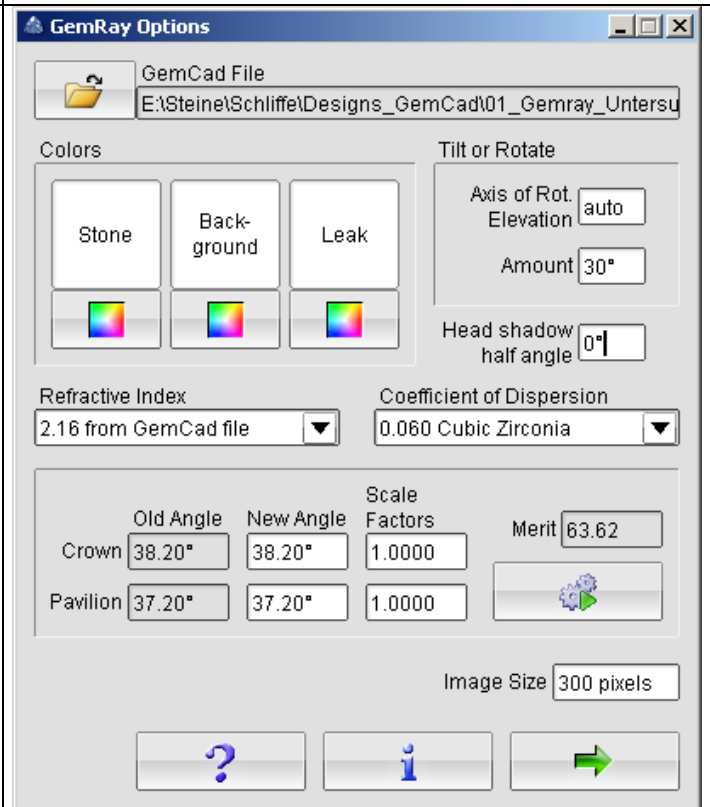 GemRay Options
GemCad File
E:\Steine\Schliffe\Designs_GemCad\01_Gemray_Untersu
Colors
Tilt or Rotate
Stone
Back-
ground
Leak
Axis of Rot.
Elevation
auto
Amount 30°
Head shadow
half angle
0°
Refractive Index
Coefficient of Dispersion
2.16 from GemCad file
0.060 Cubic Zirconia
Old Angle
New Angle
Scale
Factors
Merit 63.62
Crown 38.20° 38.20° 1.0000
Pavilion 37.20° 37.20° 1.0000
Image Size 300 pixels
? i